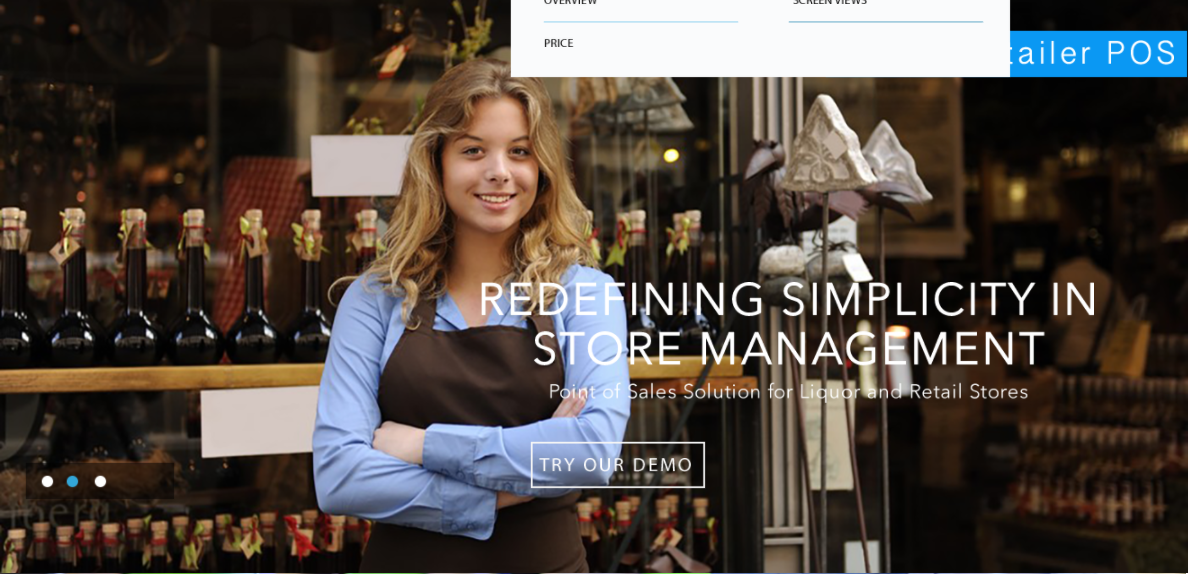 OVERVIEW
SCREEN VIEWS
PRICE
tailer POS
REDEFINING SIMPLICITY IN
STORE MANAGEMENT
Point of Sales Solution for Liquor and Retail Stores
TRY OUR DEMO